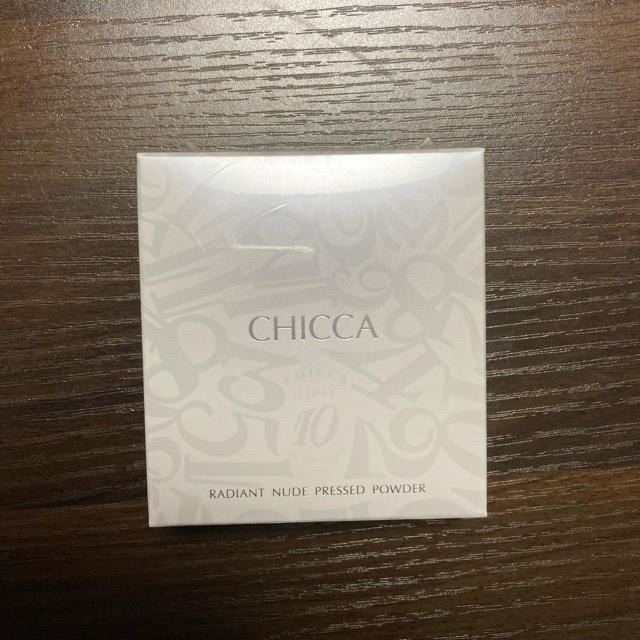 CHICCA
CHICCA
HAPPY
10
RADIANT NUDE PRESSED POWDER